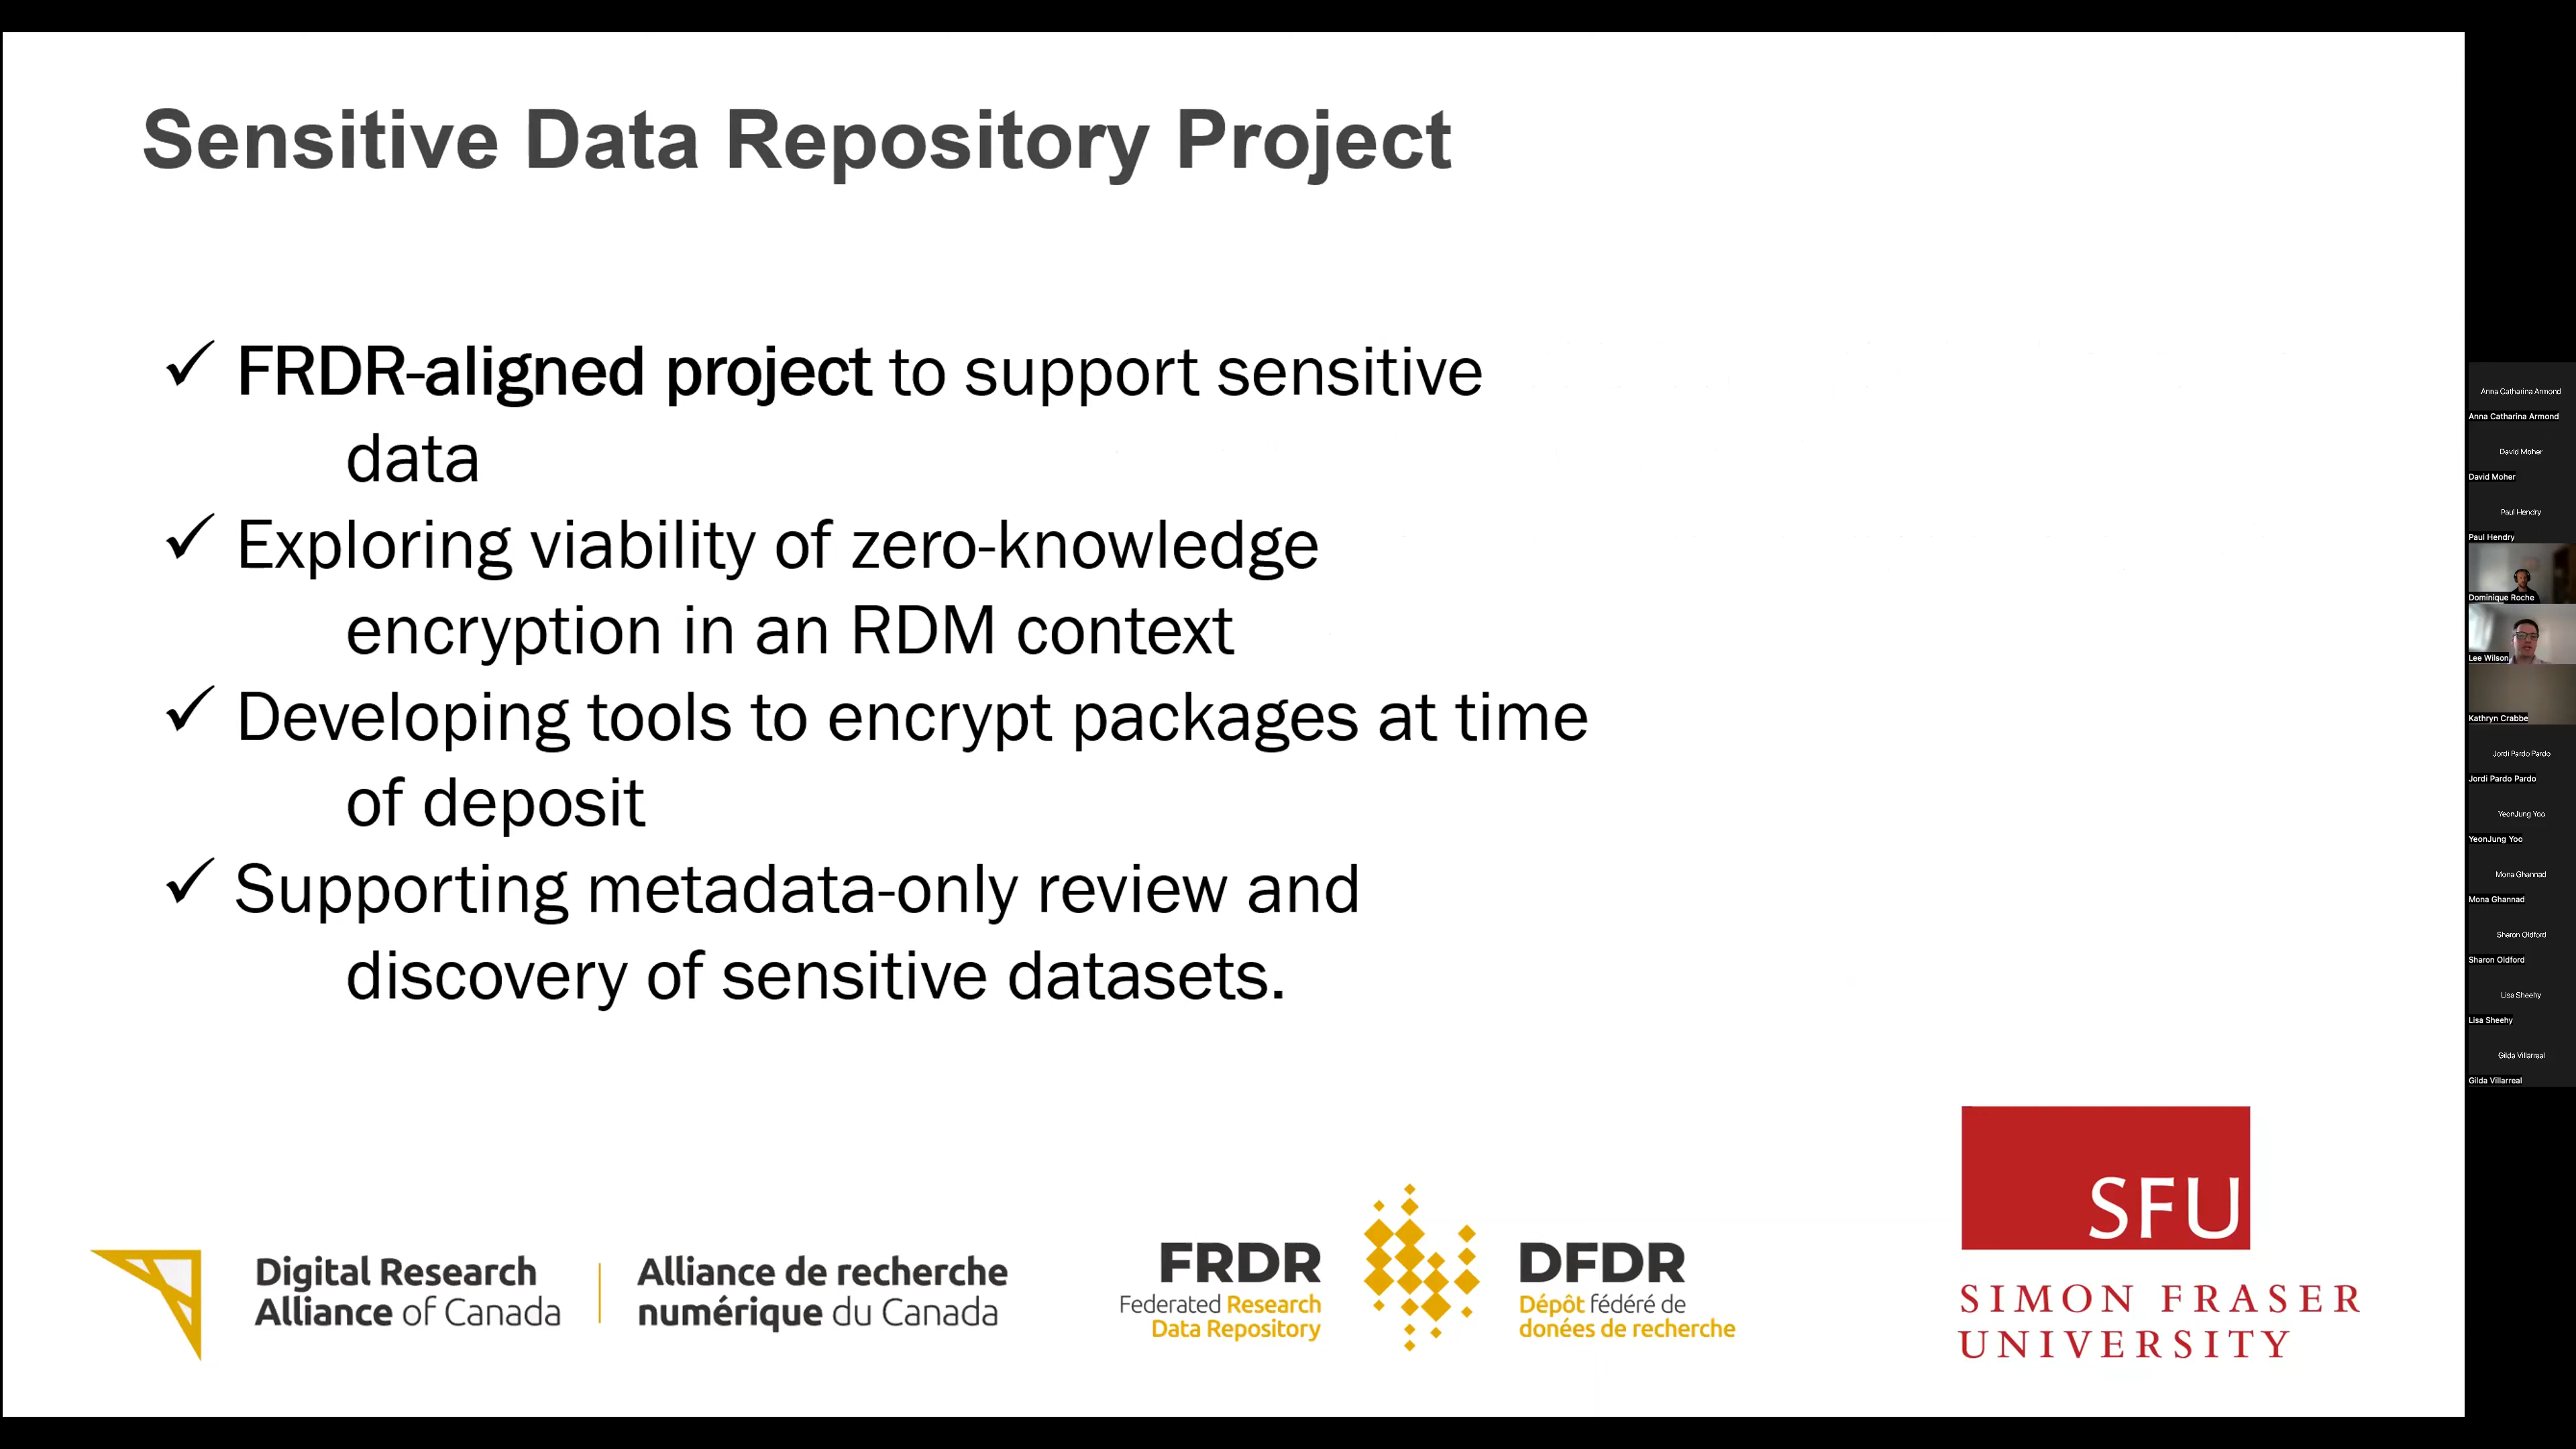 Sensitive Data Repository Project
✓ FRDR-aligned project to support sensitive
data
✓ Exploring viability of zero-knowledge
encryption in an RDM context
✓ Developing tools to encrypt packages at time
of deposit
✓ Supporting metadata-only review and
discovery of sensitive datasets.
Digital Research
Alliance of Canada
Alliance de recherche
numérique du Canada
FRDR
Federated Research
Data Repository
DFDR
Dépôt fédéré de
donées de recherche
SFU
SIMON FRASER
UNIVERSITY
Anna Catharina Armond
Anna Catharina Armond
David Moher
David Moher
Paul Hendry
Paul Hendry
Dominique Roche
Lee Wilson
Kathryn Crabbe
Jordi Pardo Pardo
Jordi Pardo Pardo
YeonJung Yoo
YeonJung Yoo
Mona Ghannad
Mona Ghannad
Sharon Oldford
Sharon Oldford
Lisa Sheehy
Lisa Sheehy
Gilda Villarreal
Gilda Villarreal